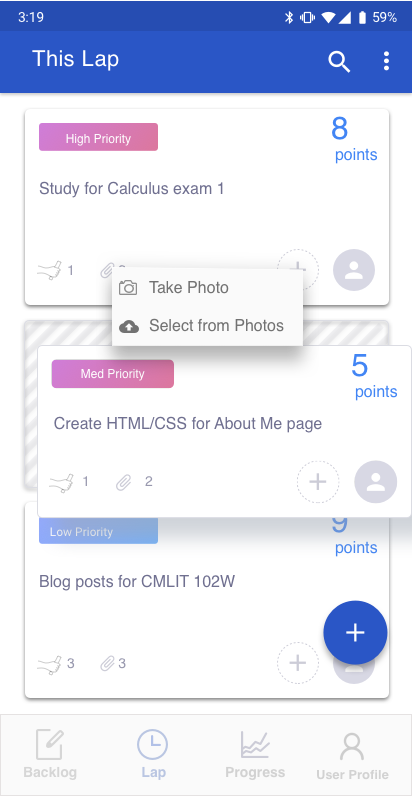 3:19
59%
This Lap
High Priority
8
points
Study for Calculus exam 1
1
Take Photo
Select from Photos
Med Priority
5
points
Create HTML/CSS for About Me page
1
2
Low Priority
9
points
Blog posts for CMLIT 102W
3
3
Backlog
Lap
Progress
User Profile